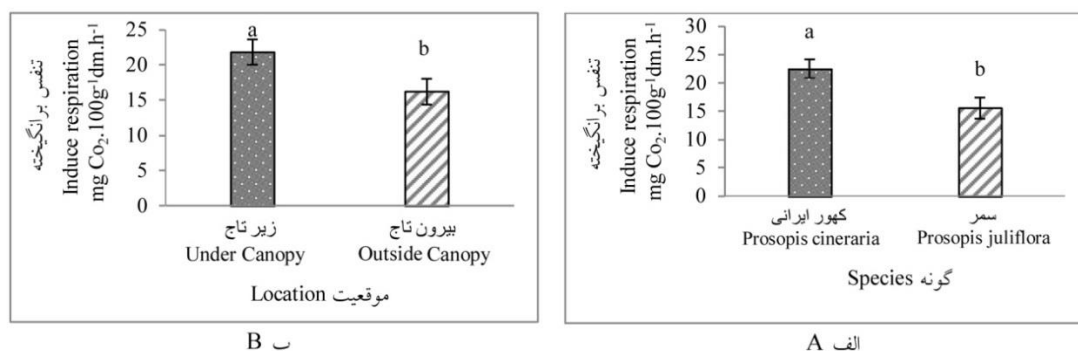 تنفس برانگیخته
Induce respiration
mg Co₂.100g⁻¹dm.h⁻¹
25
20
15
10
5
0
a
b
زیر تاج
Under Canopy
بیرون تاج
Outside Canopy
موقعیت Location
ب B
تنفس برانگیخته
Induce respiration
mg Co₂.100g⁻¹dm.h⁻¹
30
25
20
15
10
5
0
a
b
کهور ایرانی
Prosopis cineraria
سمر
Prosopis juliflora
گونه Species
الف A